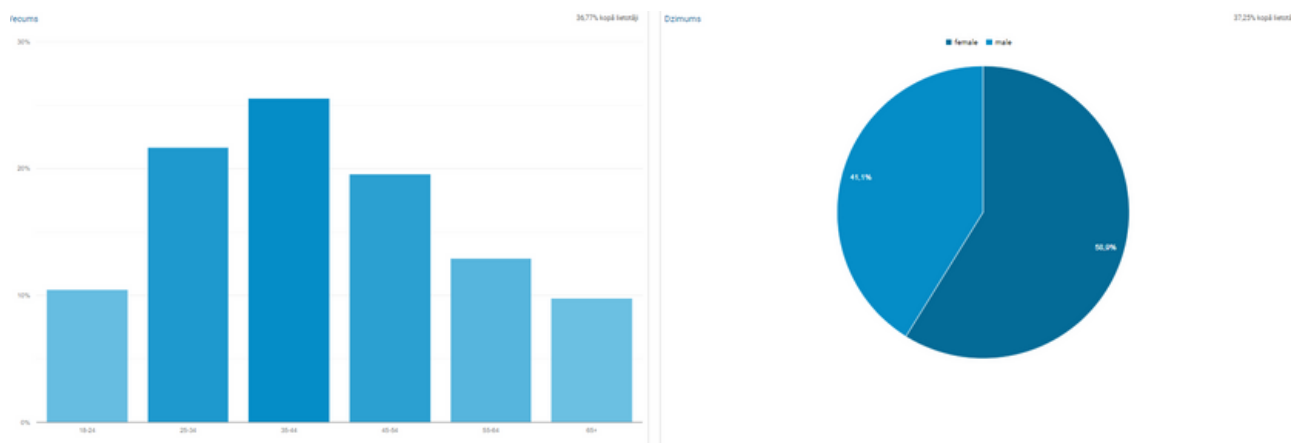 Vecums
36,77% kopā lietotāji
30%
20%
10%
0%
18-24
25-34
35-44
45-54
55-64
65+
Dzimums
37,25% kopā lietotāji
female male
41,1%
58,9%